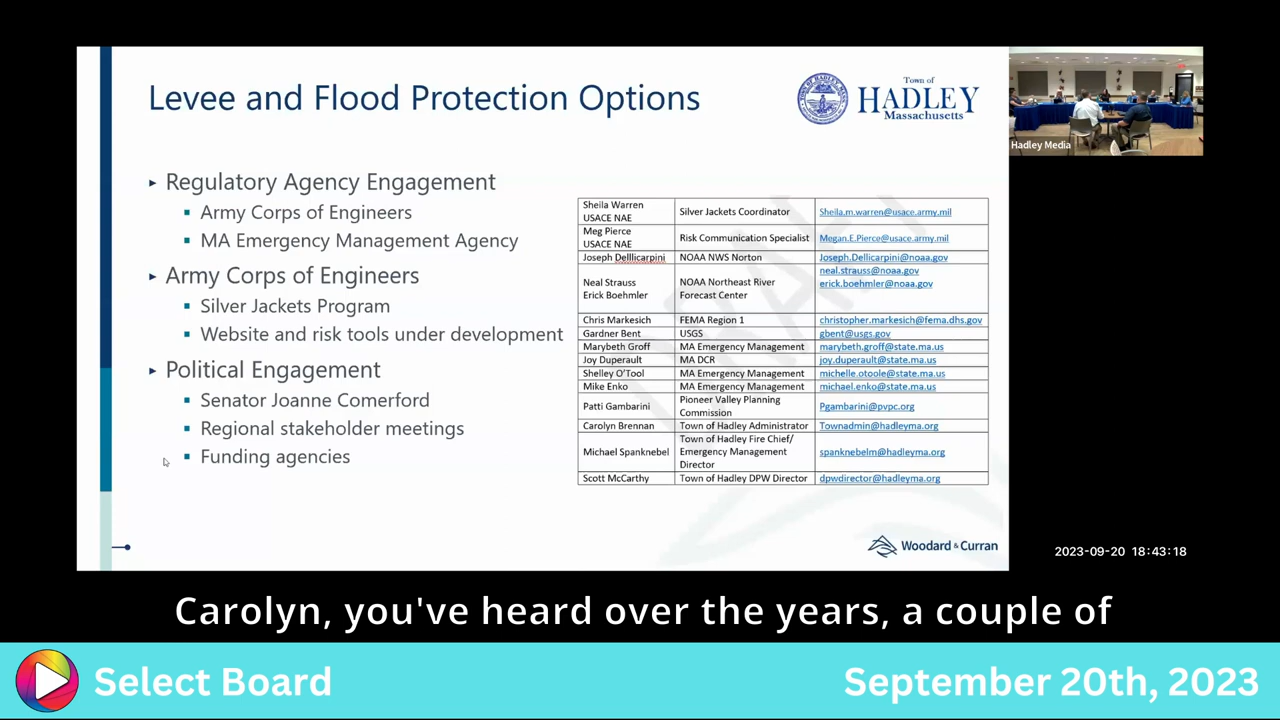 Levee and Flood Protection Options
Town of
HADLEY
Massachusetts
Hadley Media
Regulatory Agency Engagement
Army Corps of Engineers
MA Emergency Management Agency
Army Corps of Engineers
Silver Jackets Program
Website and risk tools under development
Political Engagement
Senator Joanne Comerford
Regional stakeholder meetings
Funding agencies
Sheila Warren
USACE NAE
Silver Jackets Coordinator
Sheila.m.warren@usace.army.mil
Meg Pierce
USACE NAE
Risk Communication Specialist
Megan.E.Pierce@usace.army.mil
Joseph Delllicarpini
NOAA NWS Norton
Joseph.Dellicarpini@noaa.gov
Neal Strauss
Erick Boehmler
NOAA Northeast River
Forecast Center
neal.strauss@noaa.gov
erick.boehmler@noaa.gov
Chris Markesich
FEMA Region 1
christopher.markesich@fema.dhs.gov
Gardner Bent
USGS
gbent@usgs.gov
Marybeth Groff
MA Emergency Management
marybeth.groff@state.ma.us
Joy Duperault
MA DCR
joy.duperault@state.ma.us
Shelley O'Tool
MA Emergency Management
michelle.otoole@state.ma.us
Mike Enko
MA Emergency Management
michael.enko@state.ma.us
Patti Gambarini
Pioneer Valley Planning
Commission
Pgambarini@pvpc.org
Carolyn Brennan
Town of Hadley Administrator
Townadmin@hadleyma.org
Michael Spanknebel
Town of Hadley Fire Chief/
Emergency Management
Director
spanknebelm@hadleyma.org
Scott McCarthy
Town of Hadley DPW Director
dpwdirector@hadleyma.org
Woodard & Curran
2023-09-20 18:43:18
Carolyn, you've heard over the years, a couple of
Select Board
September 20th, 2023